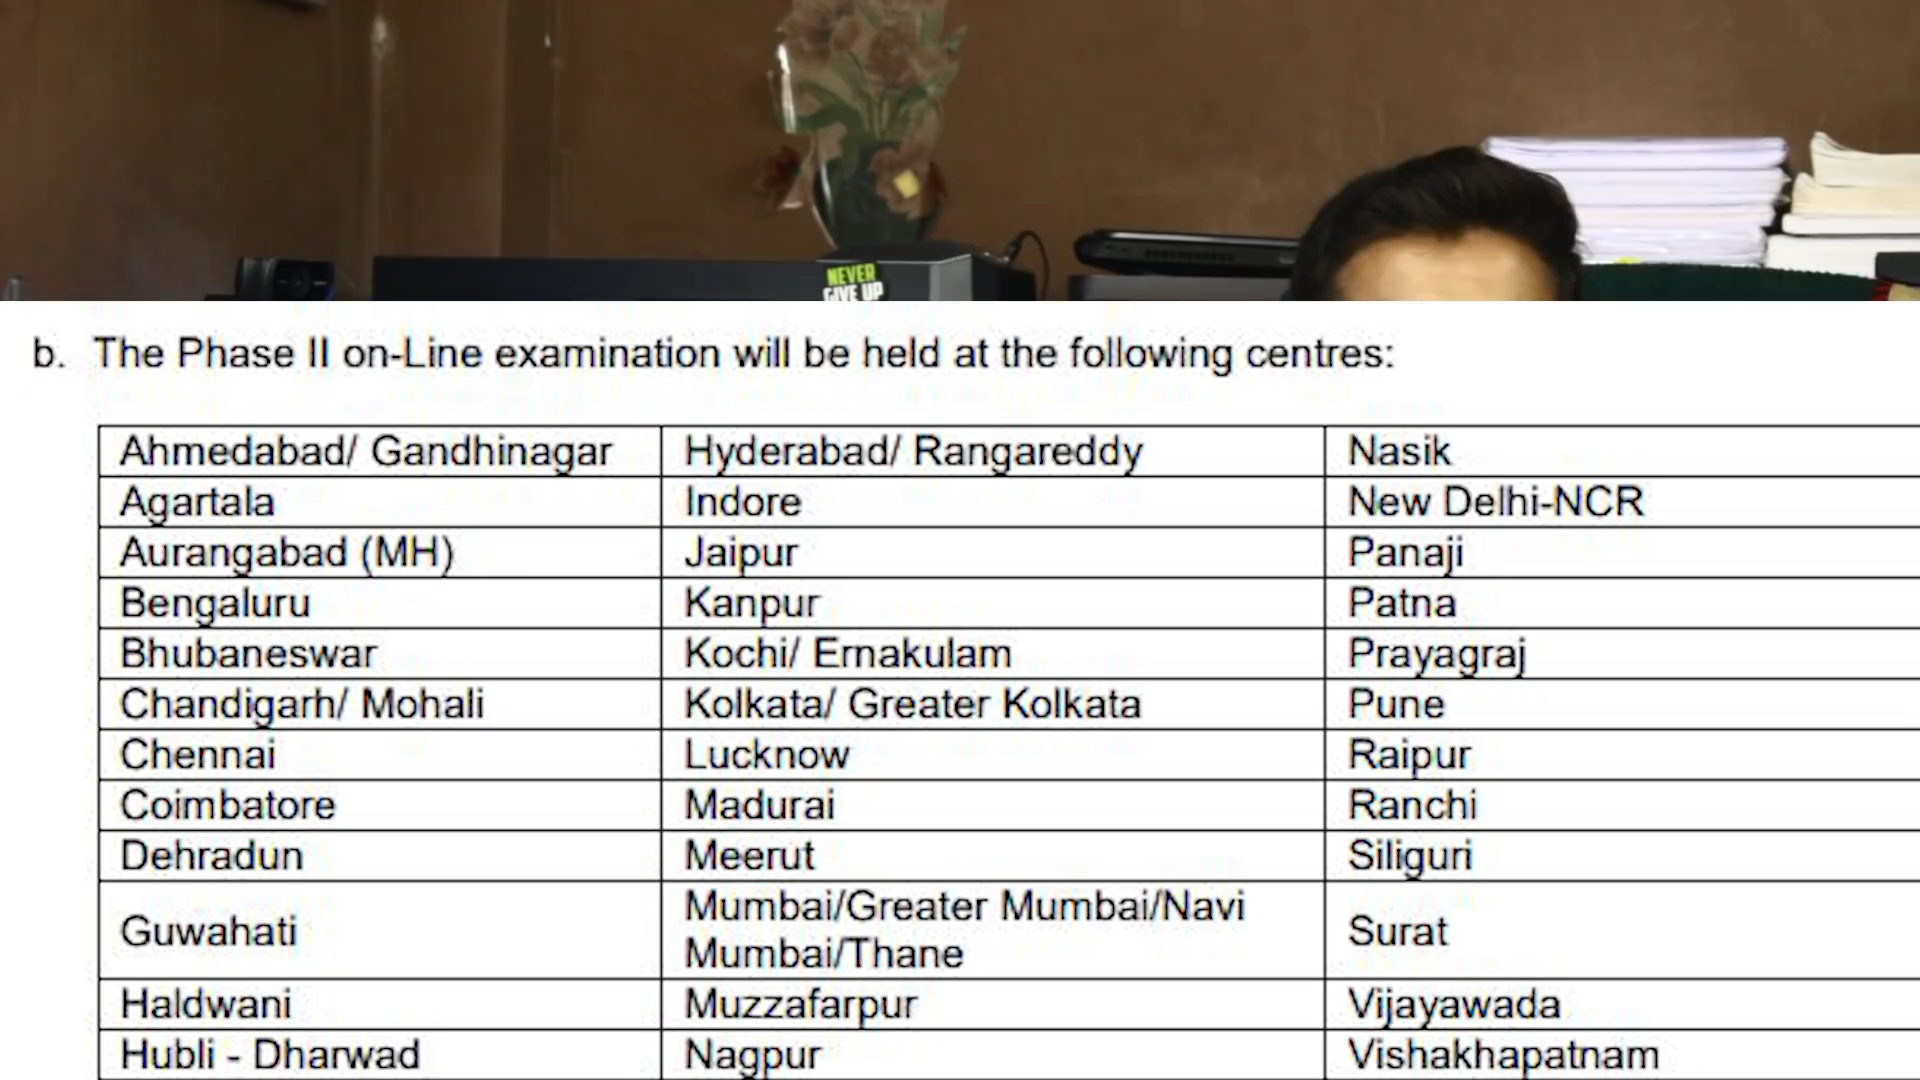 NEVER
GIVE UP
b. The Phase II on-Line examination will be held at the following centres:
Ahmedabad/ Gandhinagar Hyderabad/ Rangareddy Nasik
Agartala Indore New Delhi-NCR
Aurangabad (MH) Jaipur Panaji
Bengaluru Kanpur Patna
Bhubaneswar Kochi/ Ernakulam Prayagraj
Chandigarh/ Mohali Kolkata/ Greater Kolkata Pune
Chennai Lucknow Raipur
Coimbatore Madurai Ranchi
Dehradun Meerut Siliguri
Guwahati Mumbai/Greater Mumbai/Navi Mumbai/Thane Surat
Haldwani Muzzafarpur Vijayawada
Hubli - Dharwad Nagpur Vishakhapatnam